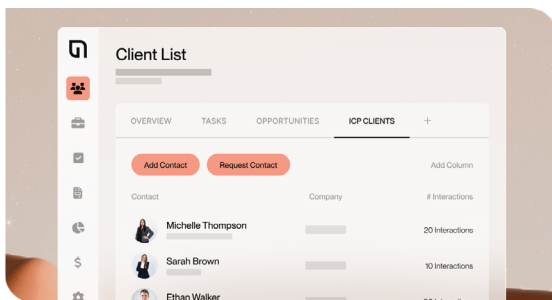 Client List
OVERVIEW TASKS OPPORTUNITIES ICP CLIENTS +
Add Contact Request Contact Add Column
Contact Company # Interactions
Michelle Thompson 20 Interactions
Sarah Brown 10 Interactions
Ethan Walker Interactions